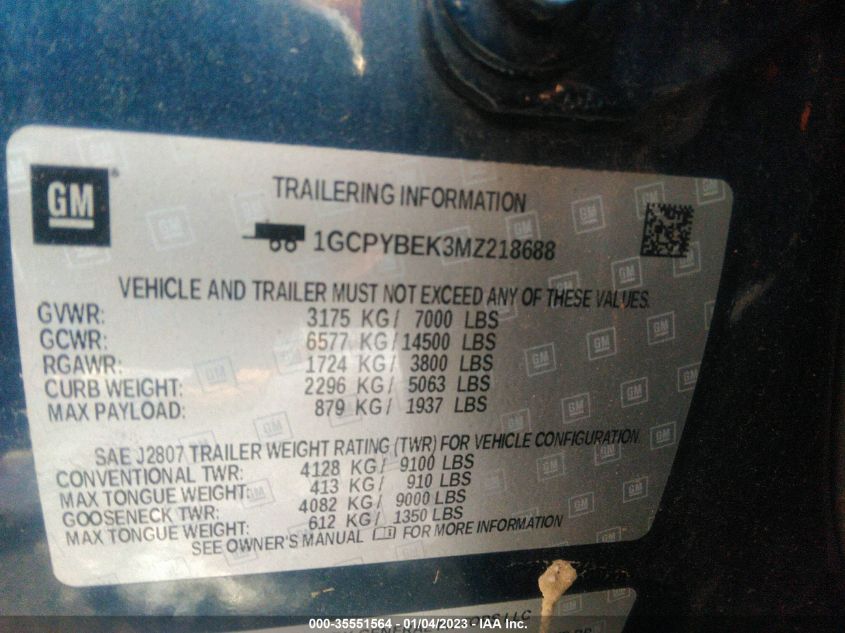 GM ®
TRAILERING INFORMATION
1GCPYBEK3MZ218688
VEHICLE AND TRAILER MUST NOT EXCEED ANY OF THESE VALUES.
GVWR: 3175 KG/ 7000 LBS
GCWR: 6577 KG/14500 LBS
RGAWR: 1724 KG/ 3800 LBS
CURB WEIGHT: 2296 KG/ 5063 LBS
MAX PAYLOAD: 879 KG/ 1937 LBS
SAE J2807 TRAILER WEIGHT RATING (TWR) FOR VEHICLE CONFIGURATION.
CONVENTIONAL TWR: 4128 KG/ 9100 LBS
MAX TONGUE WEIGHT: 413 KG/ 910 LBS
GOOSENECK TWR: 4082 KG/ 9000 LBS
MAX TONGUE WEIGHT: 612 KG/ 1350 LBS
SEE OWNER'S MANUAL FOR MORE INFORMATION
GENERAL LLC
000-35551564 - 01/04/2023 - IAA Inc.